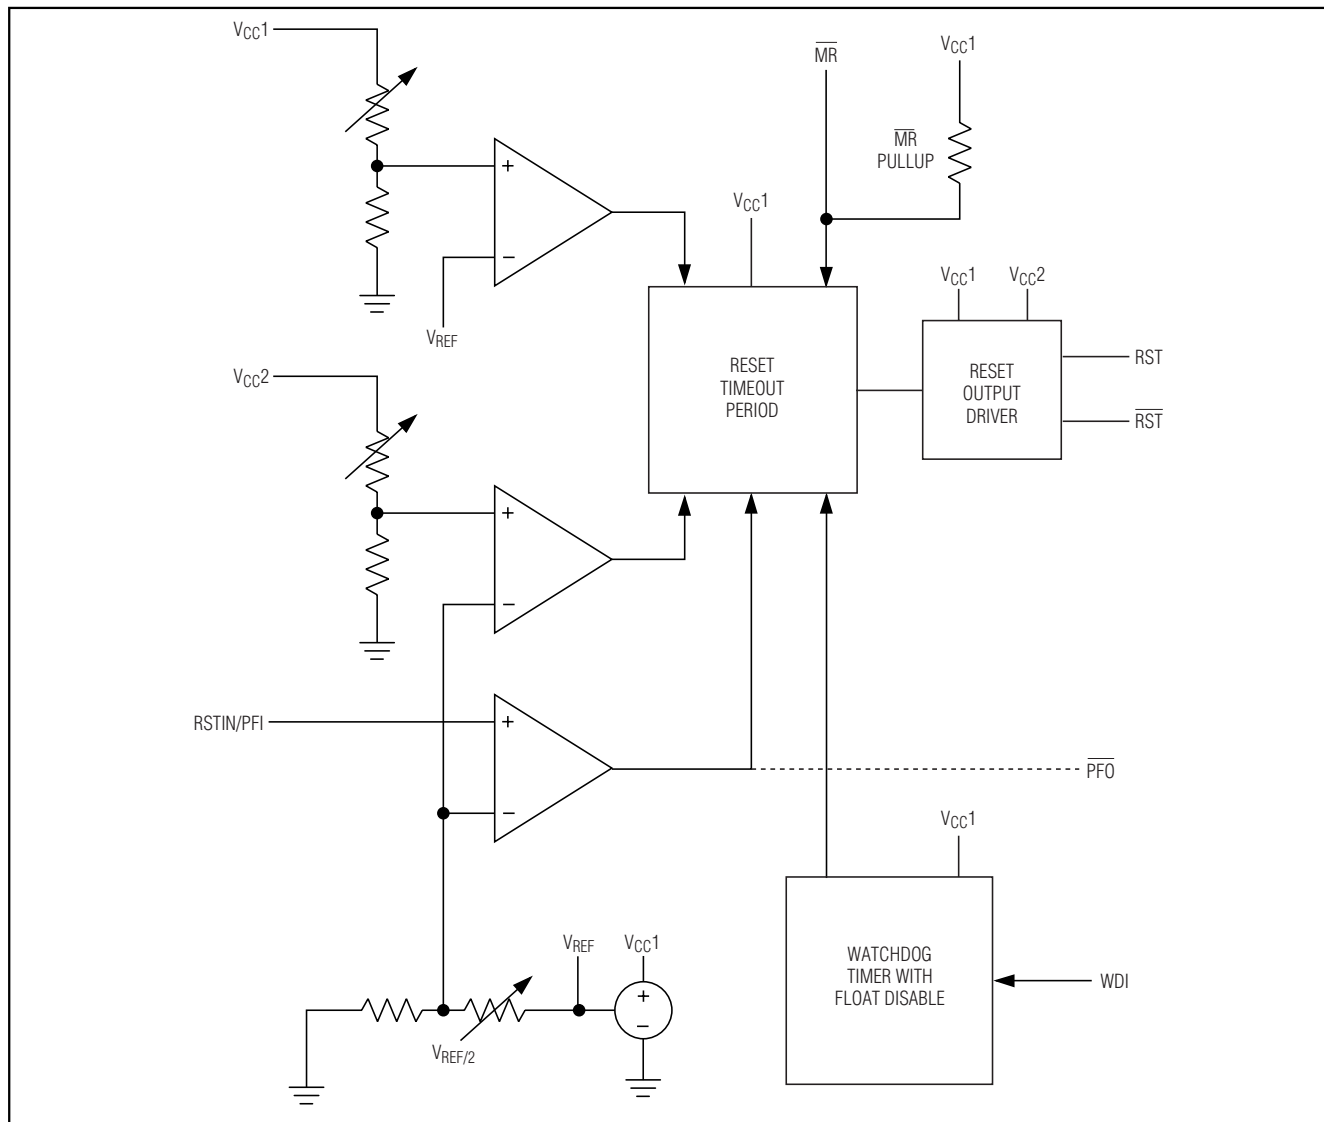 VCC1
MR
VCC1
MR
PULLUP
+
−
VREF
VCC1
VCC1
VCC2
RESET
TIMEOUT
PERIOD
RESET
OUTPUT
DRIVER
RST
RST
VCC2
+
−
RSTIN/PFI
+
−
PFO
VCC1
WATCHDOG
TIMER WITH
FLOAT DISABLE
WDI
VREF
VCC1
+
−
VREF/2